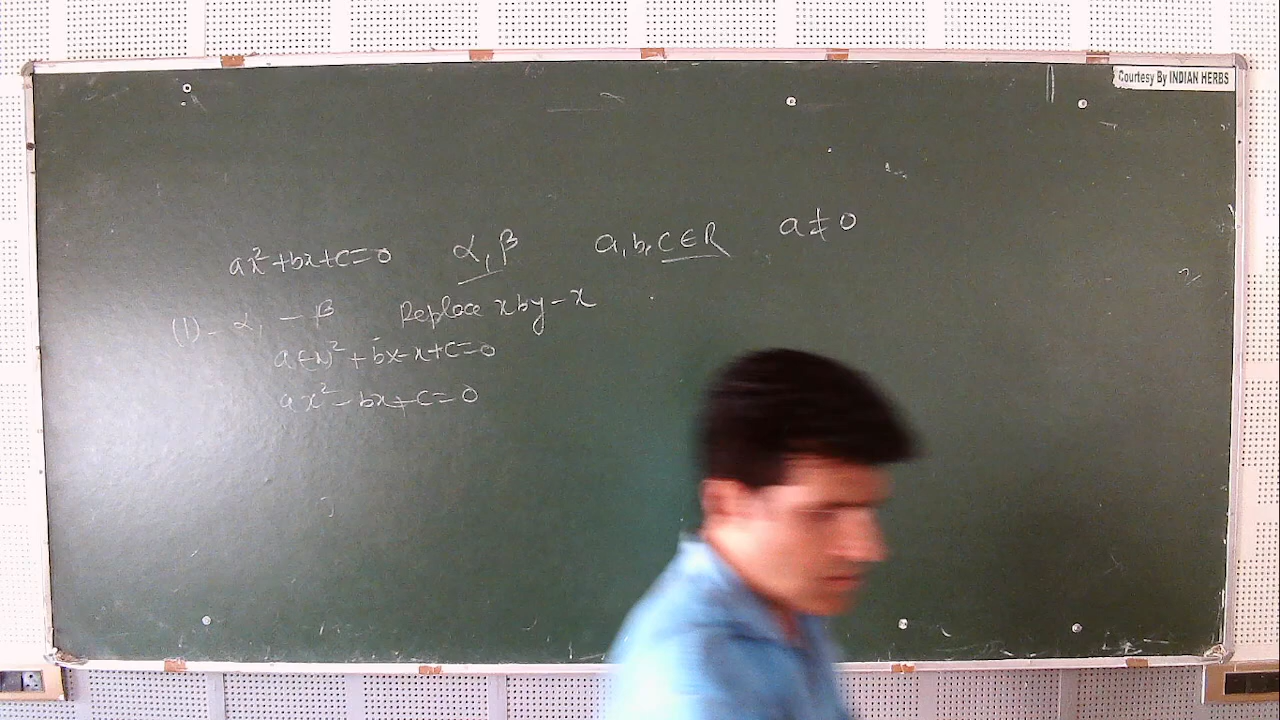 Courtesy By INDIAN HERBS
ax²+bx+c=0 α, β a, b, c ∈ R a ≠ 0
(1) -α, -β Replace x by -x
a(-x)²+bx-x+c=0
ax²-bx+c=0